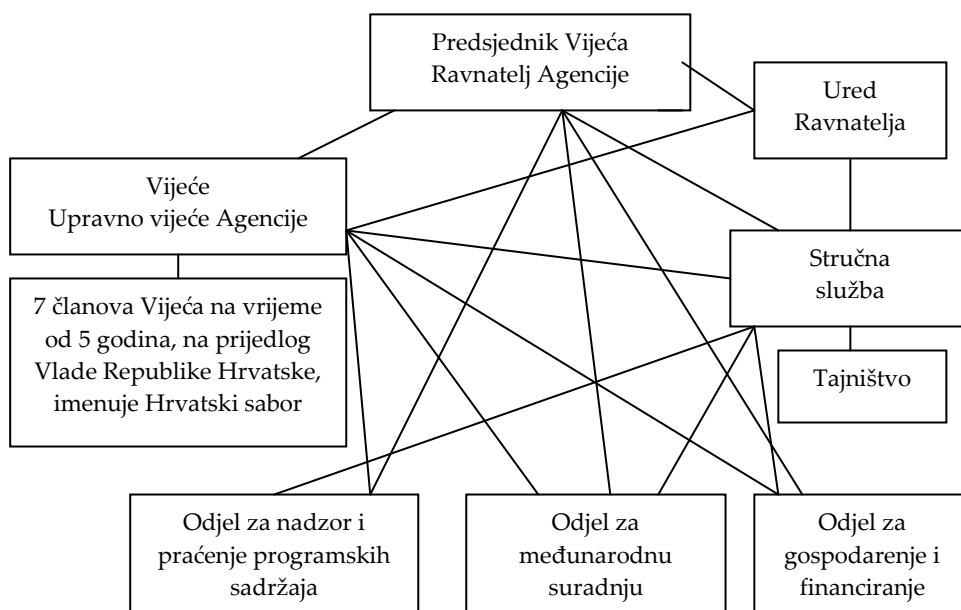 Predsjednik Vijeća
Ravnatelj Agencije
Ured
Ravnatelja
Vijeće
Upravno vijeće Agencije
Stručna
služba
7 članova Vijeća na vrijeme
od 5 godina, na prijedlog
Vlade Republike Hrvatske,
imenuje Hrvatski sabor
Tajništvo
Odjel za nadzor i
praćenje programskih
sadržaja
Odjel za
međunarodnu
suradnju
Odjel za
gospodarenje i
financiranje